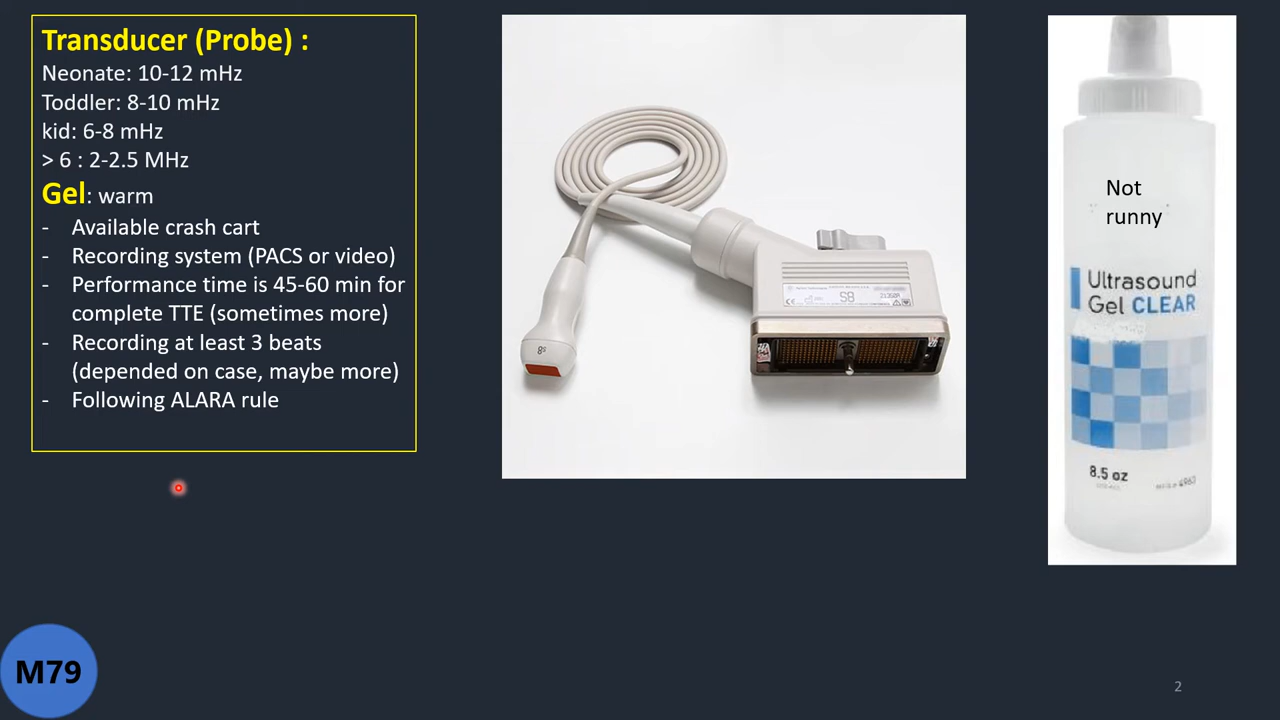 Transducer (Probe) :
Neonate: 10-12 mHz
Toddler: 8-10 mHz
kid: 6-8 mHz
> 6 : 2-2.5 MHz
Gel: warm
- Available crash cart
- Recording system (PACS or video)
- Performance time is 45-60 min for
complete TTE (sometimes more)
- Recording at least 3 beats
(depended on case, maybe more)
- Following ALARA rule
S8
21350A
S8
Not
runny
Ultrasound
Gel CLEAR
8.5 oz
M79
2